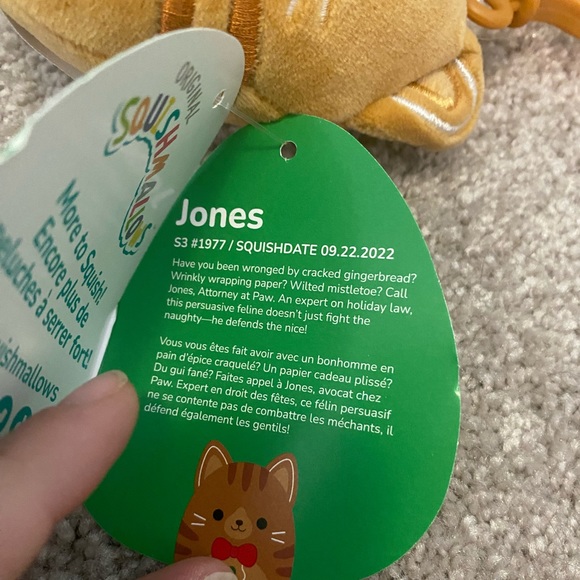 ORIGINAL
SQUISHMALLOWS
More to Squish!
Encore plus de
peluches à serrer fort!
Jones
S3 #1977 / SQUISHDATE 09.22.2022
Have you been wronged by cracked gingerbread?
Wrinkly wrapping paper? Wilted mistletoe? Call
Jones, Attorney at Paw. An expert on holiday law,
this persuasive feline doesn't just fight the
naughty—he defends the nice!
Vous vous êtes fait avoir avec un bonhomme en
pain d'épice craquelé? Un papier cadeau plissé?
Du gui fané? Faites appel à Jones, avocat chez
Paw. Expert en droit des fêtes, ce félin persuasif
ne se contente pas de combattre les méchants, il
défend également les gentils!